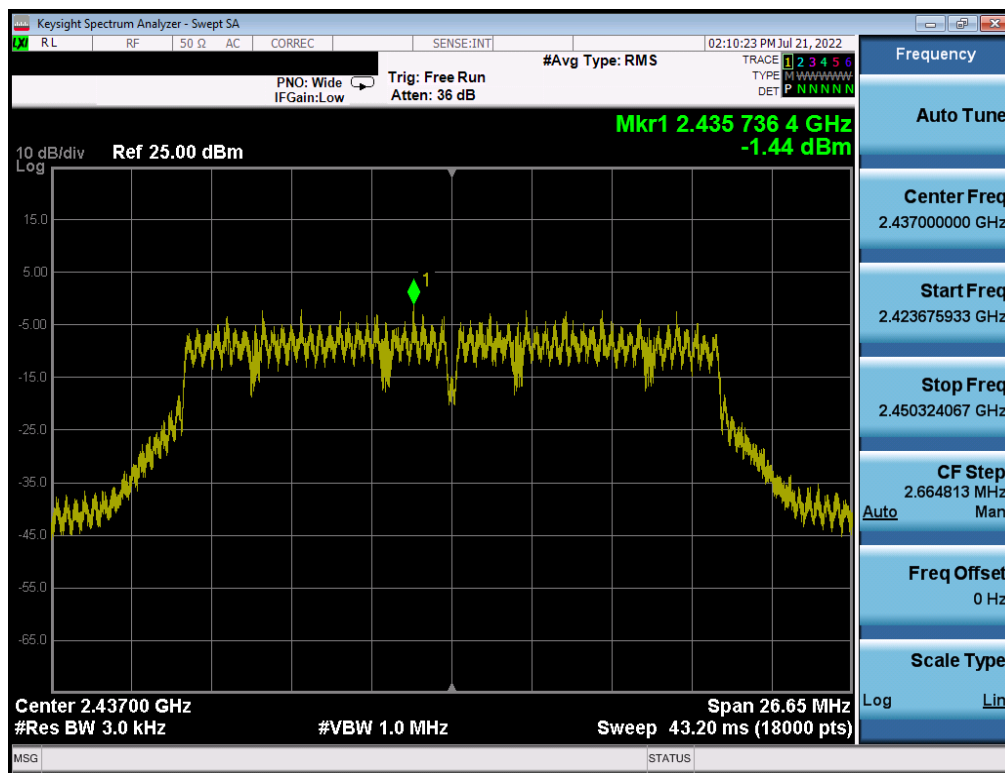 Keysight Spectrum Analyzer - Swept SA
LXI RL RF 50 Ω AC CORREC SENSE:INT 02:10:23 PM Jul 21, 2022
#Avg Type: RMS
TRACE 1 2 3 4 5 6
PNO: Wide
Trig: Free Run
TYPE M W W W W W
IFGain:Low
Atten: 36 dB
DET P N N N N N
Mkr1 2.435 736 4 GHz
-1.44 dBm
10 dB/div Ref 25.00 dBm
Log
15.0
5.00
1
-5.00
-15.0
-25.0
-35.0
-45.0
-55.0
-65.0
Center 2.43700 GHz Span 26.65 MHz
#Res BW 3.0 kHz #VBW 1.0 MHz Sweep 43.20 ms (18000 pts)
MSG STATUS
Frequency
Auto Tune
Center Freq
2.437000000 GHz
Start Freq
2.423675933 GHz
Stop Freq
2.450324067 GHz
CF Step
2.664813 MHz
Auto Man
Freq Offset
0 Hz
Scale Type
Log Lin